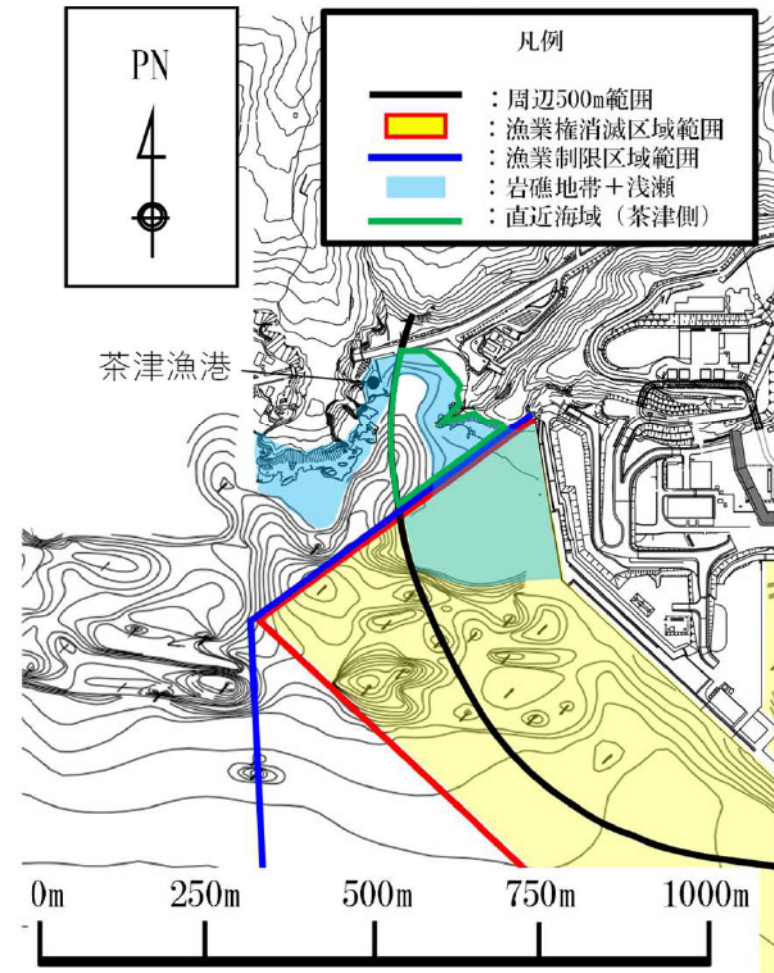 PN
凡例
：周辺500m範囲
：漁業権消滅区域範囲
：漁業制限区域範囲
：岩礁地帯＋浅瀬
：直近海域（茶津側）
茶津漁港
0m 250m 500m 750m 1000m